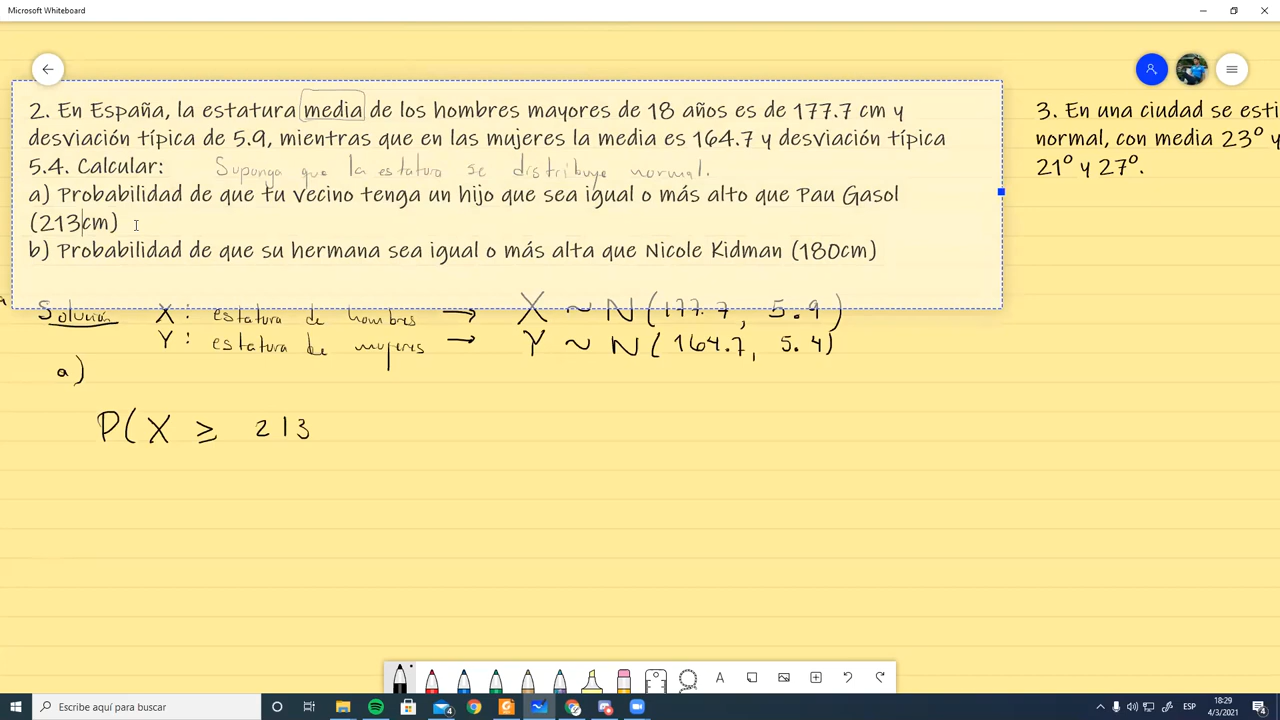 Microsoft Whiteboard
2. En España, la estatura media de los hombres mayores de 18 años es de 177.7 cm y
desviación típica de 5.9, mientras que en las mujeres la media es 164.7 y desviación típica
5.4. Calcular: Suponga que la estatura se distribuye normal.
a) Probabilidad de que tu vecino tenga un hijo que sea igual o más alto que Pau Gasol
(213cm)
b) Probabilidad de que su hermana sea igual o más alta que Nicole Kidman (180cm)
3. En una ciudad se esti
normal, con media 23º y
21º y 27º.
Solución X : estatura de hombres → X ~ N(177.7, 5.9)
Y : estatura de mujeres → Y ~ N(164.7, 5.4)
a)
P(X ≥ 213
A
Escribe aquí para buscar
ESP
18:29
4/3/2021